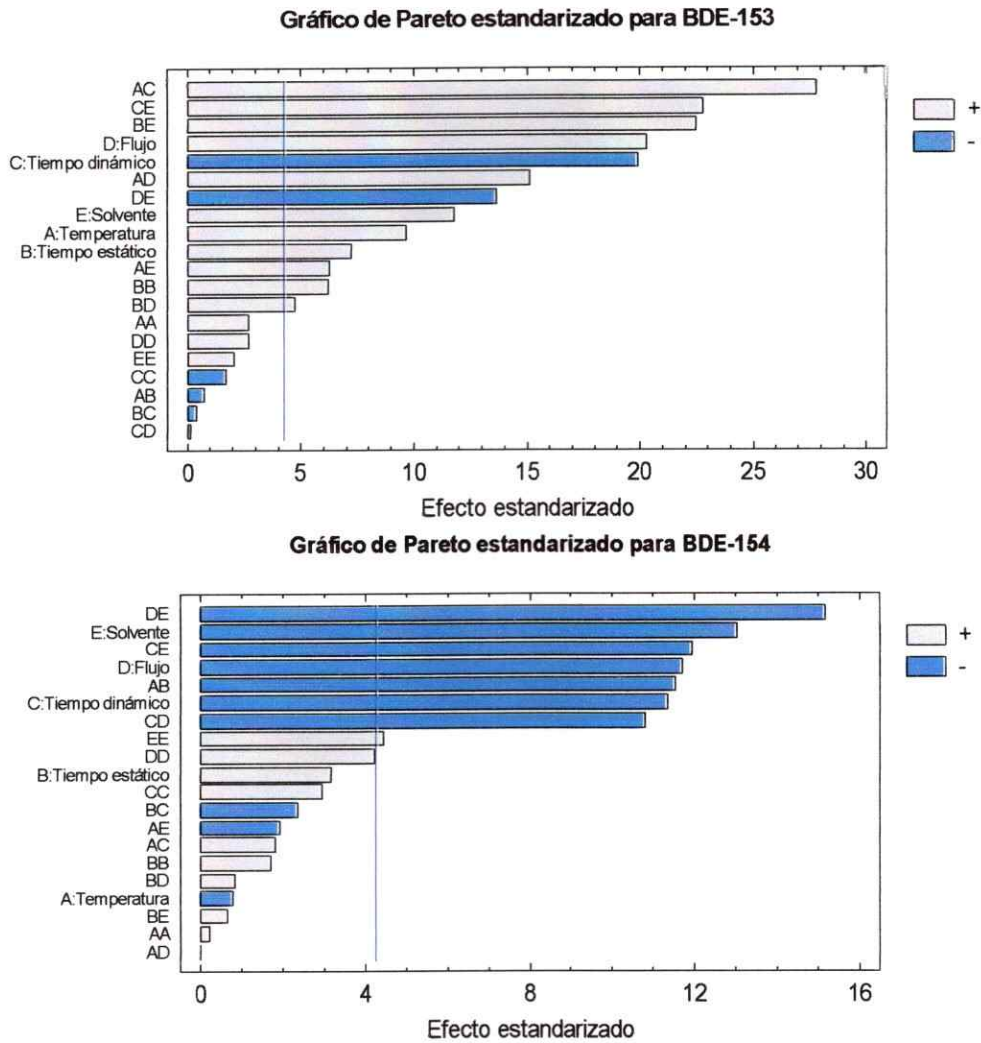 Gráfico de Pareto estandarizado para BDE-153
AC
CE
BE
D:Flujo
C:Tiempo dinámico
AD
DE
E:Solvente
A:Temperatura
B:Tiempo estático
AE
BB
BD
AA
DD
EE
CC
AB
BC
CD
+
-
0 5 10 15 20 25 30
Efecto estandarizado
Gráfico de Pareto estandarizado para BDE-154
DE
E:Solvente
CE
D:Flujo
AB
C:Tiempo dinámico
CD
EE
DD
B:Tiempo estático
CC
BC
AE
AC
BB
BD
A:Temperatura
BE
AA
AD
+
-
0 4 8 12 16
Efecto estandarizado